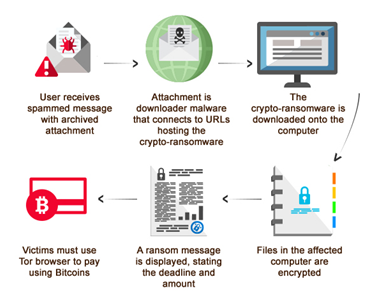 User receives
spammed message
with archived
attachment
Attachment is
downloader malware
that connects to URLs
hosting the
crypto-ransomware
The
crypto-ransomware is
downloaded onto the
computer
Victims must use
Tor browser to pay
using Bitcoins
A ransom message
is displayed, stating
the deadline and
amount
Files in the affected
computer are
encrypted